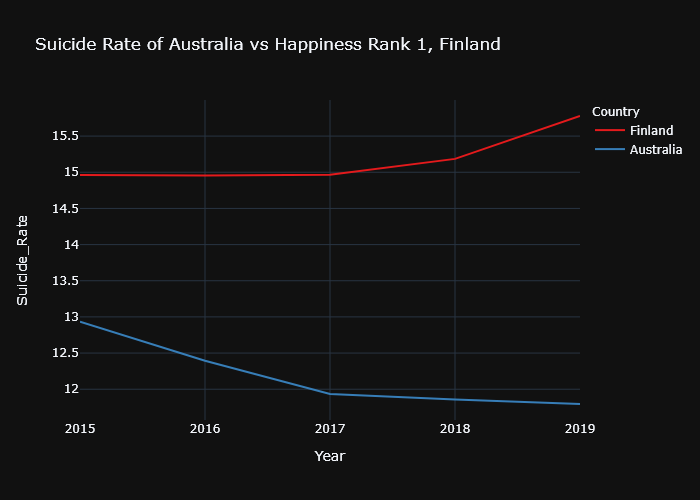 Suicide Rate of Australia vs Happiness Rank 1, Finland
Country
Finland
Australia
15.5
15
14.5
14
13.5
13
12.5
12
Suicide_Rate
2015 2016 2017 2018 2019
Year